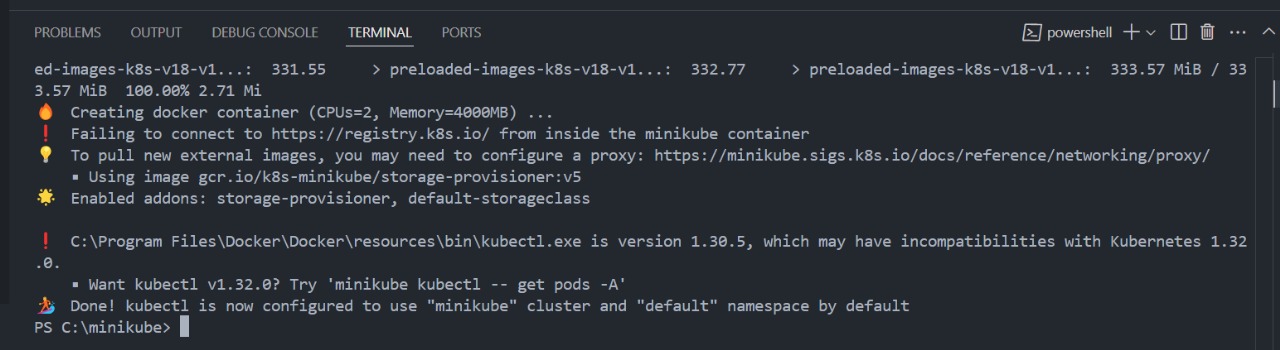 PROBLEMS OUTPUT DEBUG CONSOLE TERMINAL PORTS powershell
ed-images-k8s-v18-v1...:  331.55     > preloaded-images-k8s-v18-v1...:  332.77     > preloaded-images-k8s-v18-v1...:  333.57 MiB / 33
3.57 MiB  100.00% 2.71 Mi
🔥  Creating docker container (CPUs=2, Memory=4000MB) ...
❗  Failing to connect to https://registry.k8s.io/ from inside the minikube container
💡  To pull new external images, you may need to configure a proxy: https://minikube.sigs.k8s.io/docs/reference/networking/proxy/
    ▪ Using image gcr.io/k8s-minikube/storage-provisioner:v5
🌟  Enabled addons: storage-provisioner, default-storageclass
❗  C:\Program Files\Docker\Docker\resources\bin\kubectl.exe is version 1.30.5, which may have incompatibilities with Kubernetes 1.32
.0.
    ▪ Want kubectl v1.32.0? Try 'minikube kubectl -- get pods -A'
🏄  Done! kubectl is now configured to use "minikube" cluster and "default" namespace by default
PS C:\minikube>